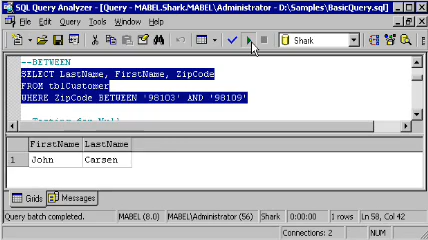 SQL Query Analyzer - [Query - MABEL.Shark.MABEL\Administrator - D:\Samples\BasicQuery.sql]
File Edit Query Tools Window Help
Shark
--BETWEEN
SELECT LastName, FirstName, ZipCode
FROM tblCustomer
WHERE ZipCode BETWEEN '98103' AND '98109'
--Testing for Null
FirstName LastName
1 John Carsen
Grids Messages
Query batch completed. MABEL (8.0) MABEL\Administrator (56) Shark 0:00:00 1 rows Ln 58, Col 42
Connections: 2 NUM